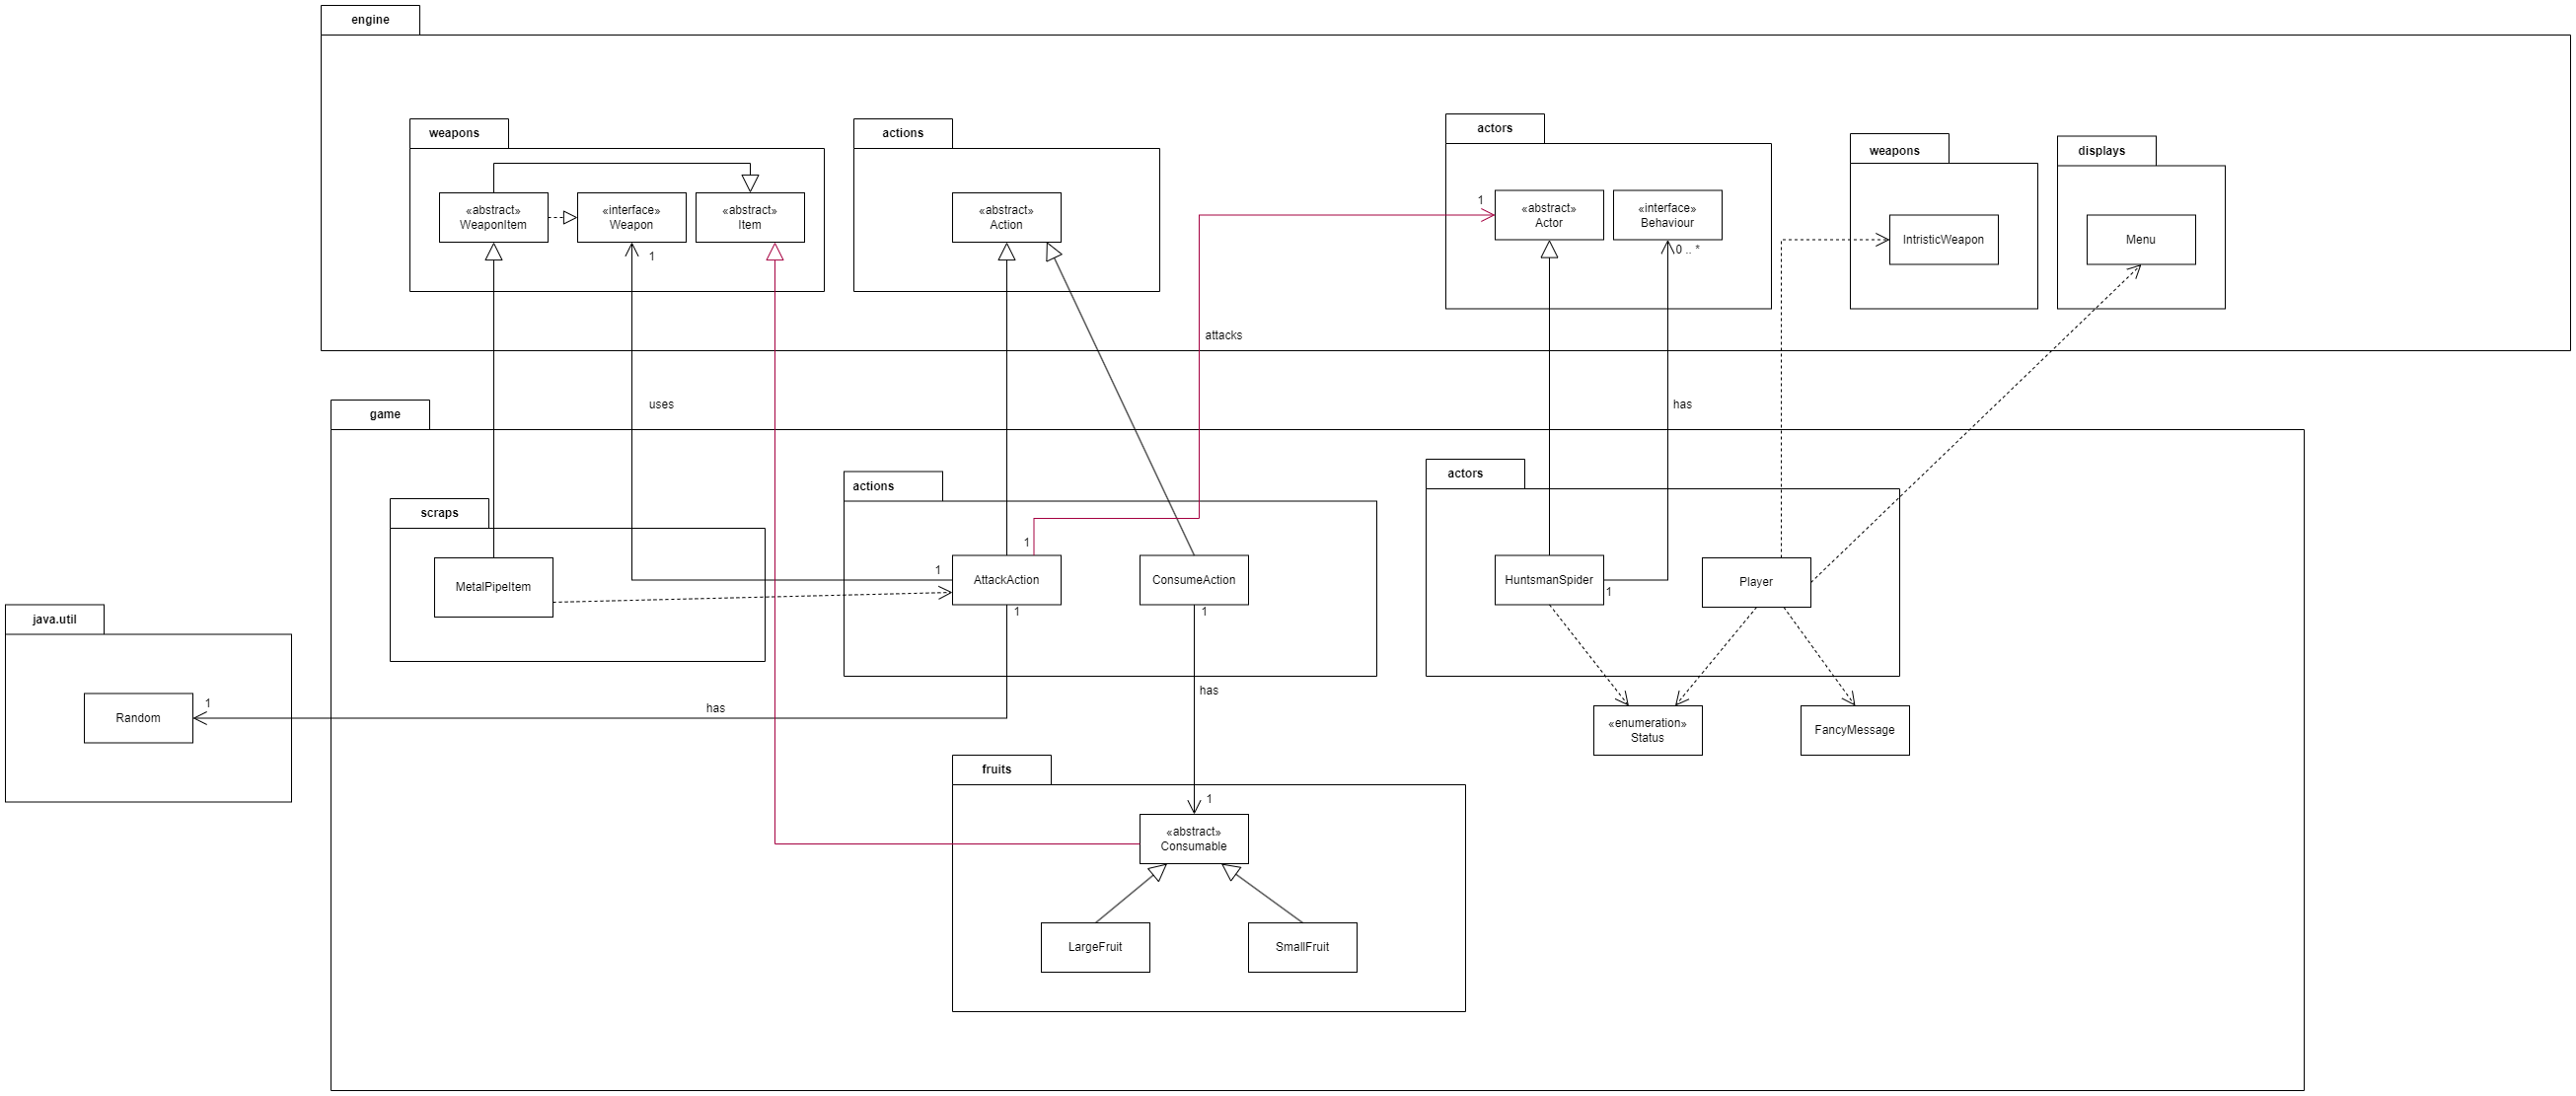 engine
weapons
actions
actors
weapons
displays
«abstract»
WeaponItem
«interface»
Weapon
«abstract»
Item
«abstract»
Action
1
«abstract»
Actor
«interface»
Behaviour
IntristicWeapon
Menu
1
0 .. *
attacks
uses
has
game
scraps
actions
actors
MetalPipeItem
1
1
AttackAction
1
ConsumeAction
1
HuntsmanSpider
1
Player
java.util
Random
1
has
has
«enumeration»
Status
FancyMessage
fruits
1
«abstract»
Consumable
LargeFruit
SmallFruit